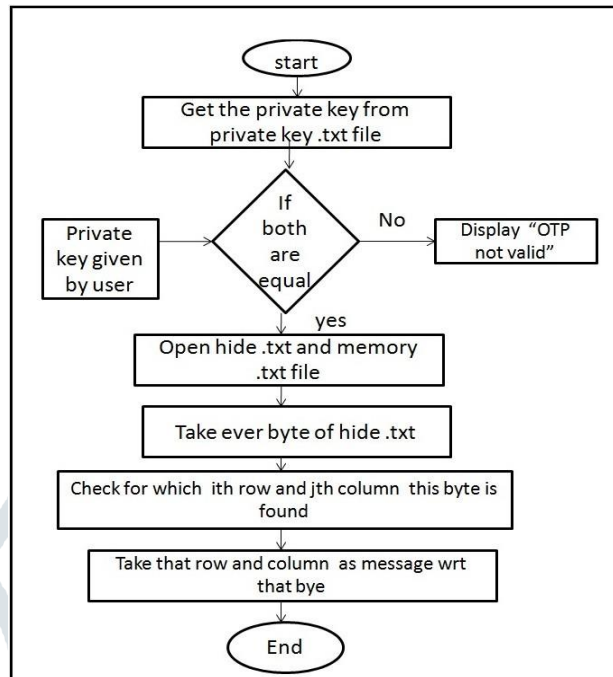 start
Get the private key from
private key .txt file
If
both
are
equal
Private
key given
by user
No
Display “OTP
not valid”
yes
Open hide .txt and memory
.txt file
Take ever byte of hide .txt
Check for which ith row and jth column this byte is
found
Take that row and column as message wrt
that bye
End